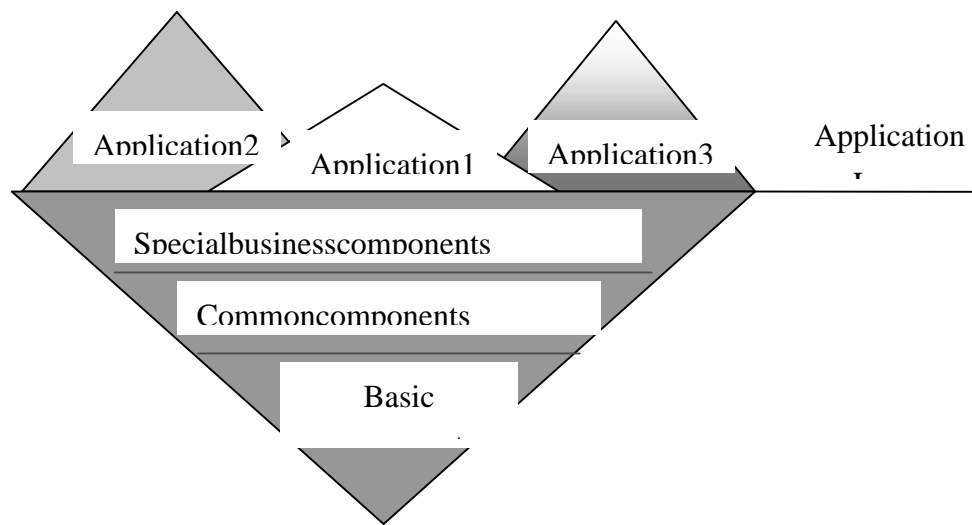 Application2
Application1
Application3
Application
Specialbusinesscomponents
Commoncomponents
Basic